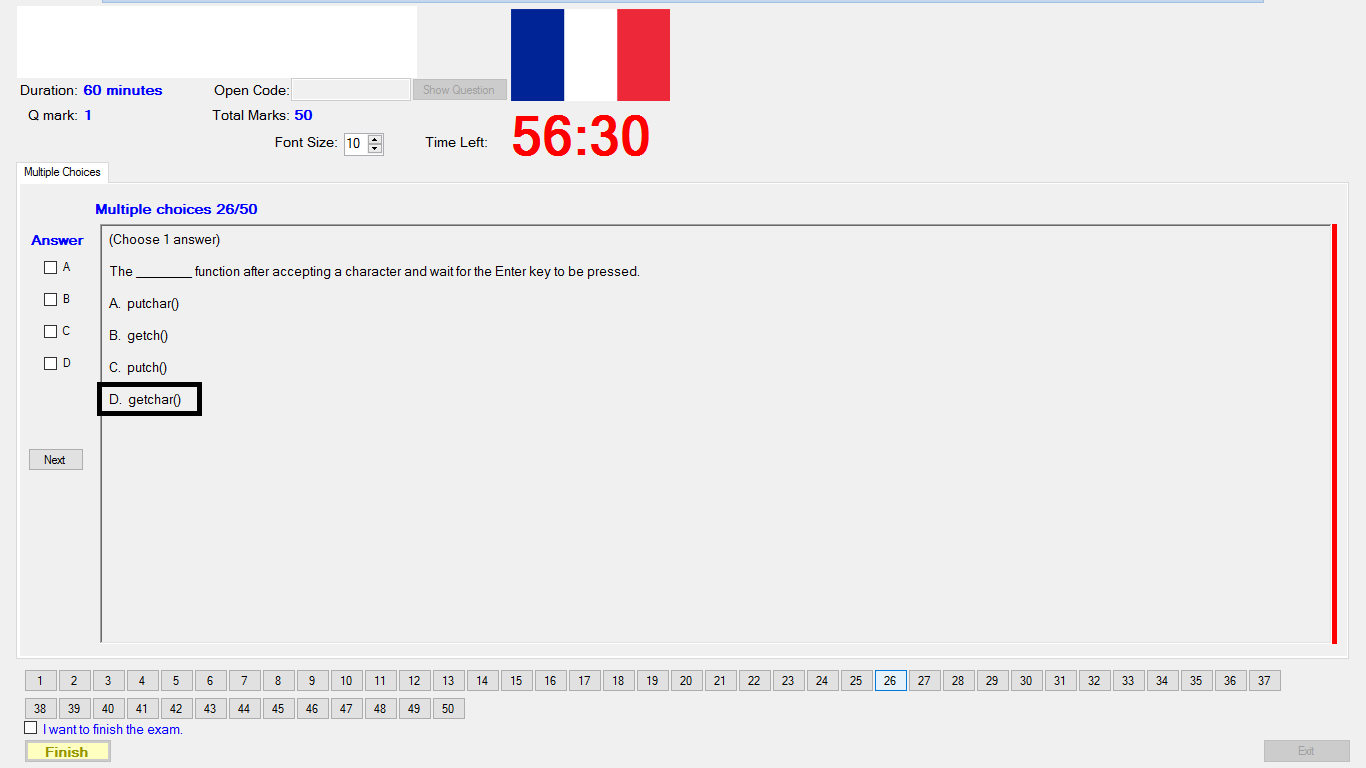 Duration: 60 minutes
Open Code:
Show Question
Q mark: 1
Total Marks: 50
Font Size: 10
Time Left: 56:30
Multiple Choices
Multiple choices 26/50
Answer
(Choose 1 answer)
A
The ________ function after accepting a character and wait for the Enter key to be pressed.
B
A. putchar()
C
B. getch()
D
C. putch()
D. getchar()
Next
1 2 3 4 5 6 7 8 9 10 11 12 13 14 15 16 17 18 19 20 21 22 23 24 25 26 27 28 29 30 31 32 33 34 35 36 37
38 39 40 41 42 43 44 45 46 47 48 49 50
I want to finish the exam.
Finish
Exit